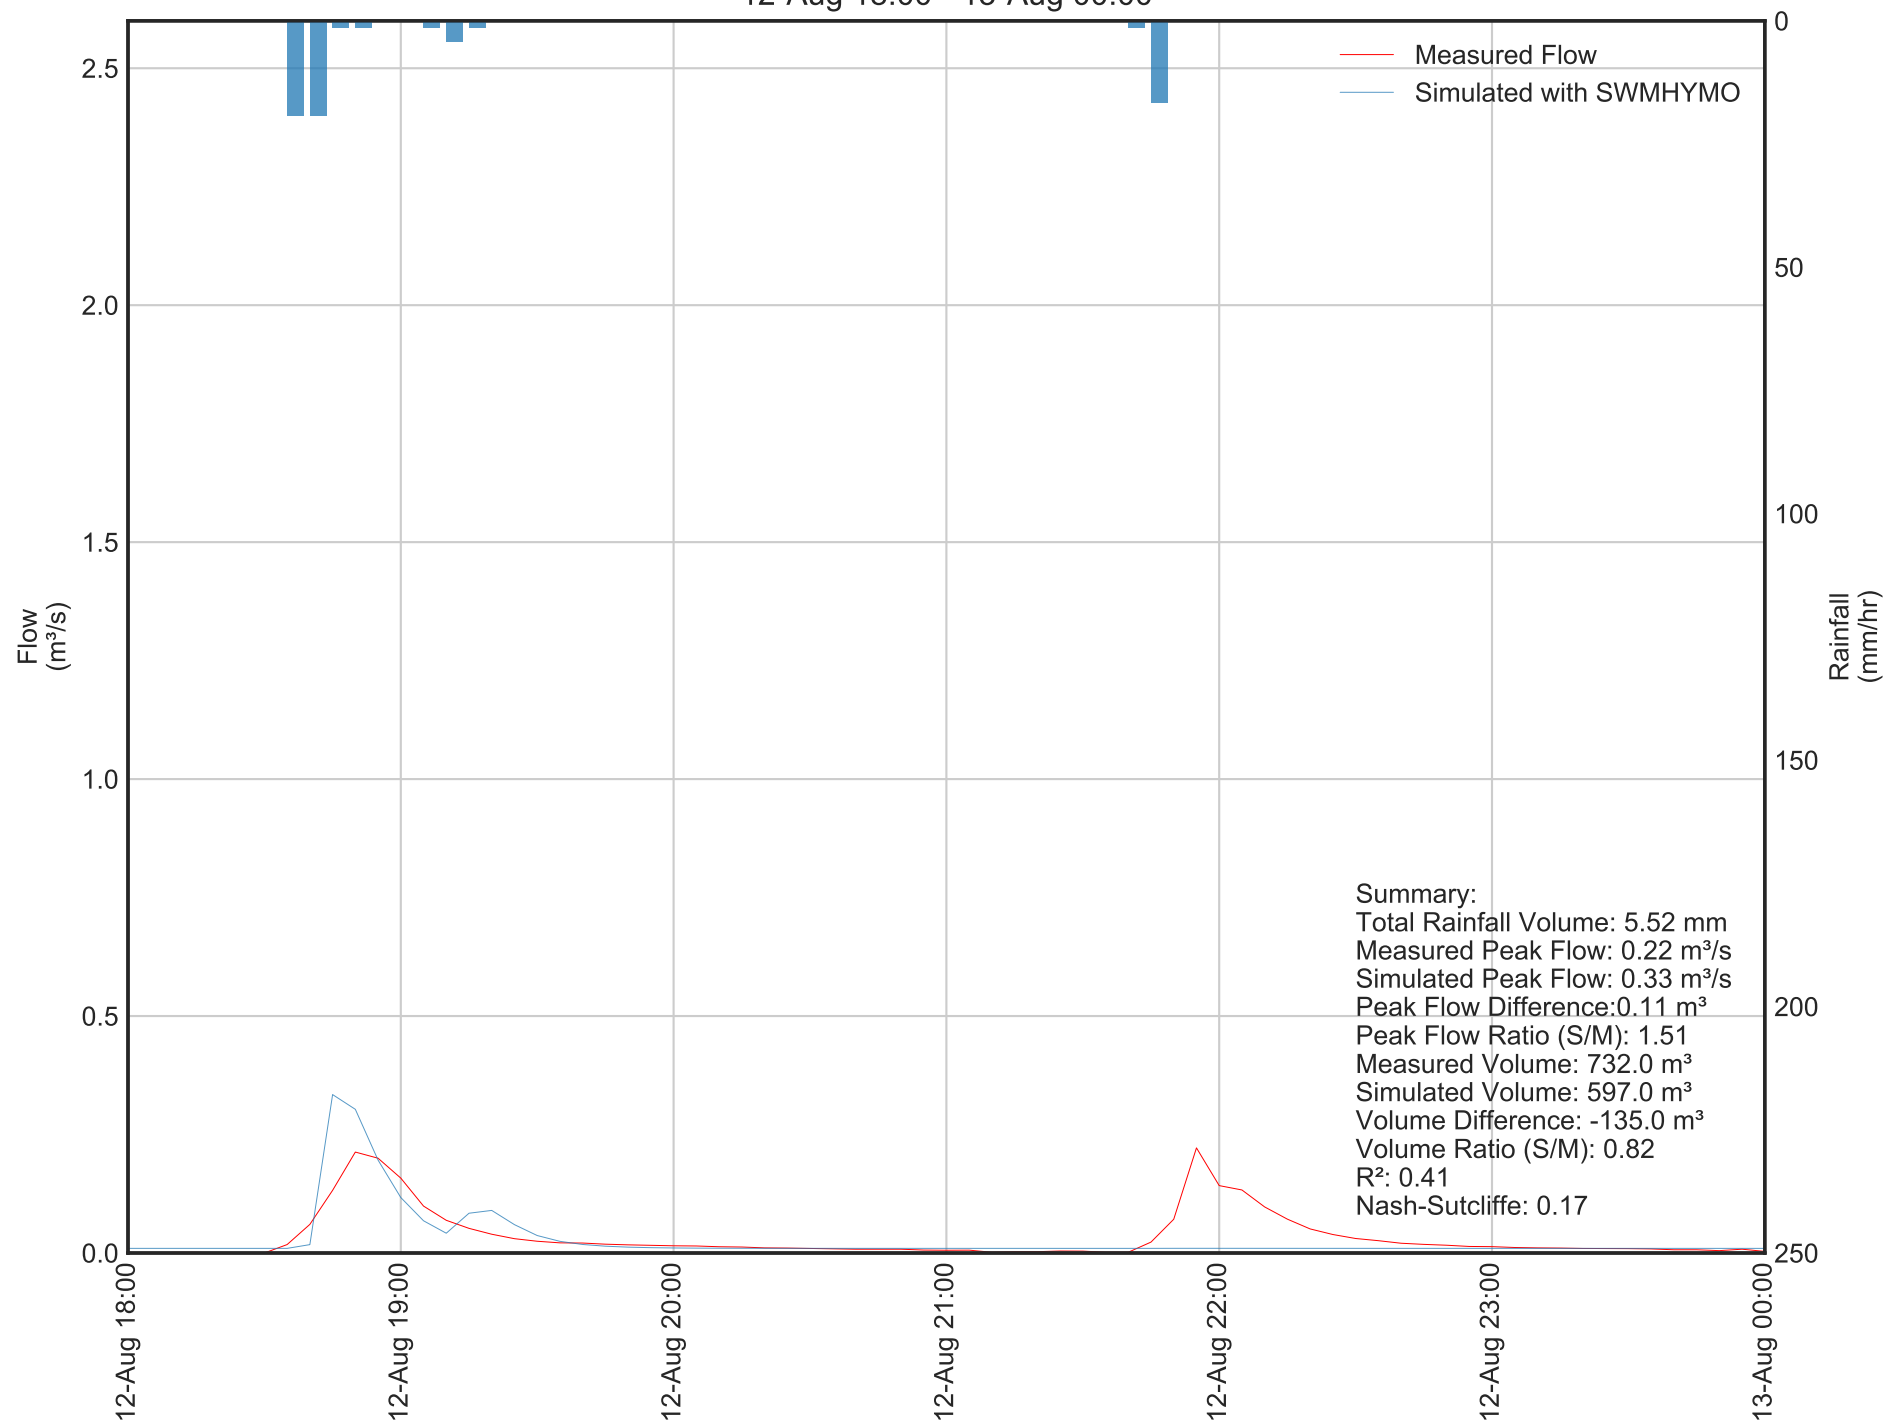 2.5
2.0
1.5
1.0
0.5
0.0
Flow
(m³/s)
0
50
100
150
200
250
Rainfall
(mm/hr)
Measured Flow
Simulated with SWMHYMO
Summary:
Total Rainfall Volume: 5.52 mm
Measured Peak Flow: 0.22 m³/s
Simulated Peak Flow: 0.33 m³/s
Peak Flow Difference:0.11 m³
Peak Flow Ratio (S/M): 1.51
Measured Volume: 732.0 m³
Simulated Volume: 597.0 m³
Volume Difference: -135.0 m³
Volume Ratio (S/M): 0.82
R²: 0.41
Nash-Sutcliffe: 0.17
12-Aug 18:00
12-Aug 19:00
12-Aug 20:00
12-Aug 21:00
12-Aug 22:00
12-Aug 23:00
13-Aug 00:00